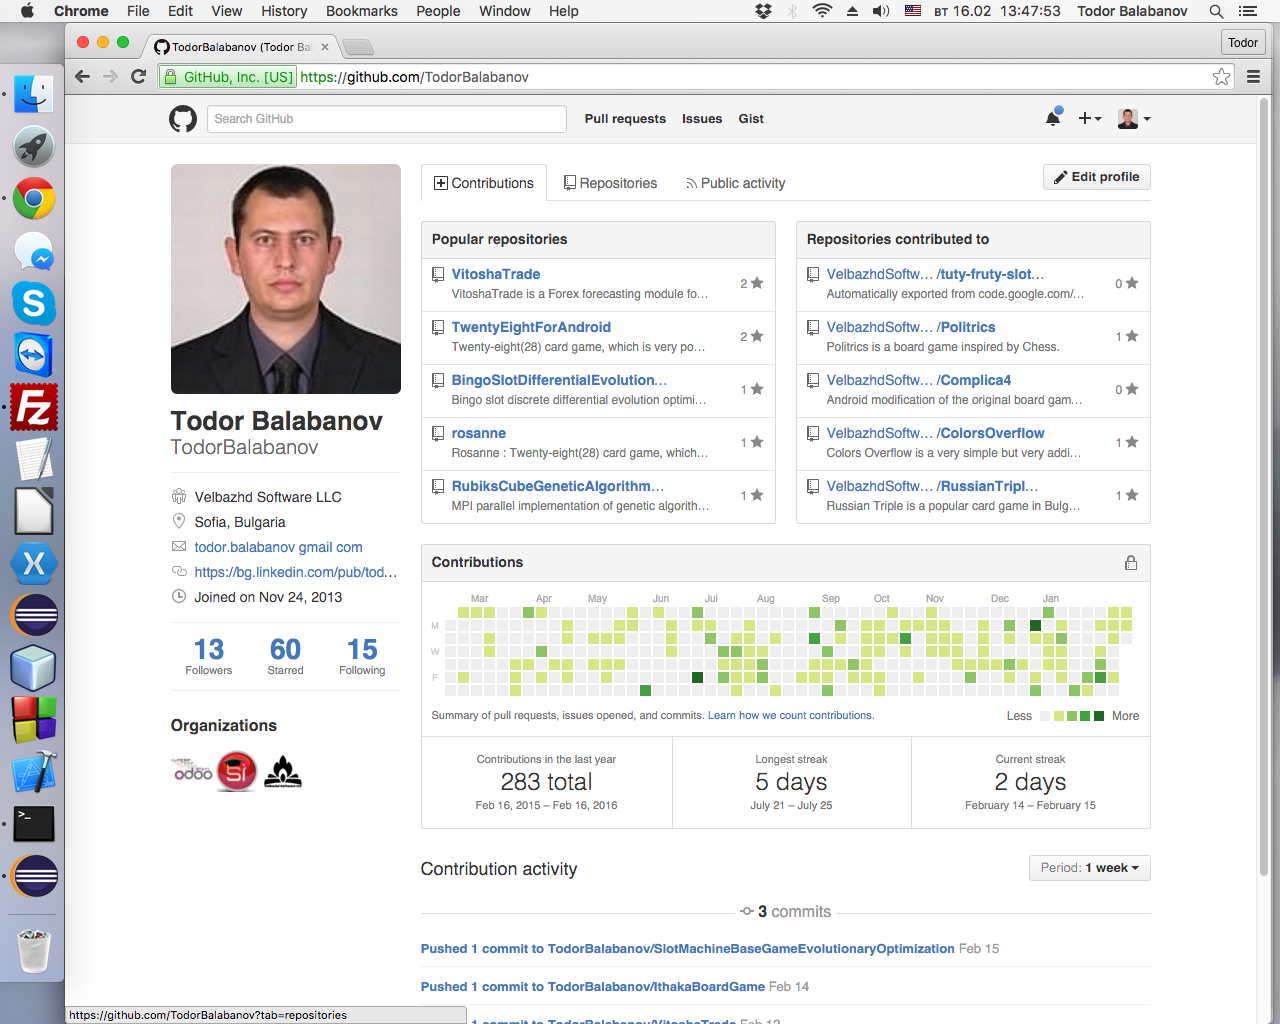 Chrome File Edit View History Bookmarks People Window Help вт 16.02 13:47:53 Todor Balabanov
TodorBalabanov (Todor Bal
Todor
GitHub, Inc. [US] https://github.com/TodorBalabanov
Search GitHub Pull requests Issues Gist
Contributions Repositories Public activity Edit profile
Todor Balabanov
TodorBalabanov
Velbazhd Software LLC
Sofia, Bulgaria
todor.balabanov gmail com
https://bg.linkedin.com/pub/tod...
Joined on Nov 24, 2013
13 60 15
Followers Starred Following
Organizations
odoo Si
Popular repositories
VitoshaTrade
VitoshaTrade is a Forex forecasting module fo... 2
TwentyEightForAndroid
Twenty-eight(28) card game, which is very po... 2
BingoSlotDifferentialEvolution...
Bingo slot discrete differential evolution optimi... 1
rosanne
Rosanne : Twenty-eight(28) card game, which... 1
RubiksCubeGeneticAlgorithm...
MPI parallel implementation of genetic algorith... 1
Repositories contributed to
VelbazhdSoftw... /tuty-fruty-slot...
Automatically exported from code.google.com/... 0
VelbazhdSoftw... /Politrics
Politrics is a board game inspired by Chess. 1
VelbazhdSoftw... /Complica4
Android modification of the original board gam... 0
VelbazhdSoftw... /ColorsOverflow
Colors Overflow is a very simple but very addi... 1
VelbazhdSoftw... /RussianTripl...
Russian Triple is a popular card game in Bulg... 1
Contributions
Mar Apr May Jun Jul Aug Sep Oct Nov Dec Jan
M
W
F
Summary of pull requests, issues opened, and commits. Learn how we count contributions. Less More
Contributions in the last year
283 total
Feb 16, 2015 – Feb 16, 2016
Longest streak
5 days
July 21 – July 25
Current streak
2 days
February 14 – February 15
Contribution activity Period: 1 week
3 commits
Pushed 1 commit to TodorBalabanov/SlotMachineBaseGameEvolutionaryOptimization Feb 15
Pushed 1 commit to TodorBalabanov/IthakaBoardGame Feb 14
1 commit to TodorBalabanov/VitoshaTrade Feb 12
https://github.com/TodorBalabanov?tab=repositories